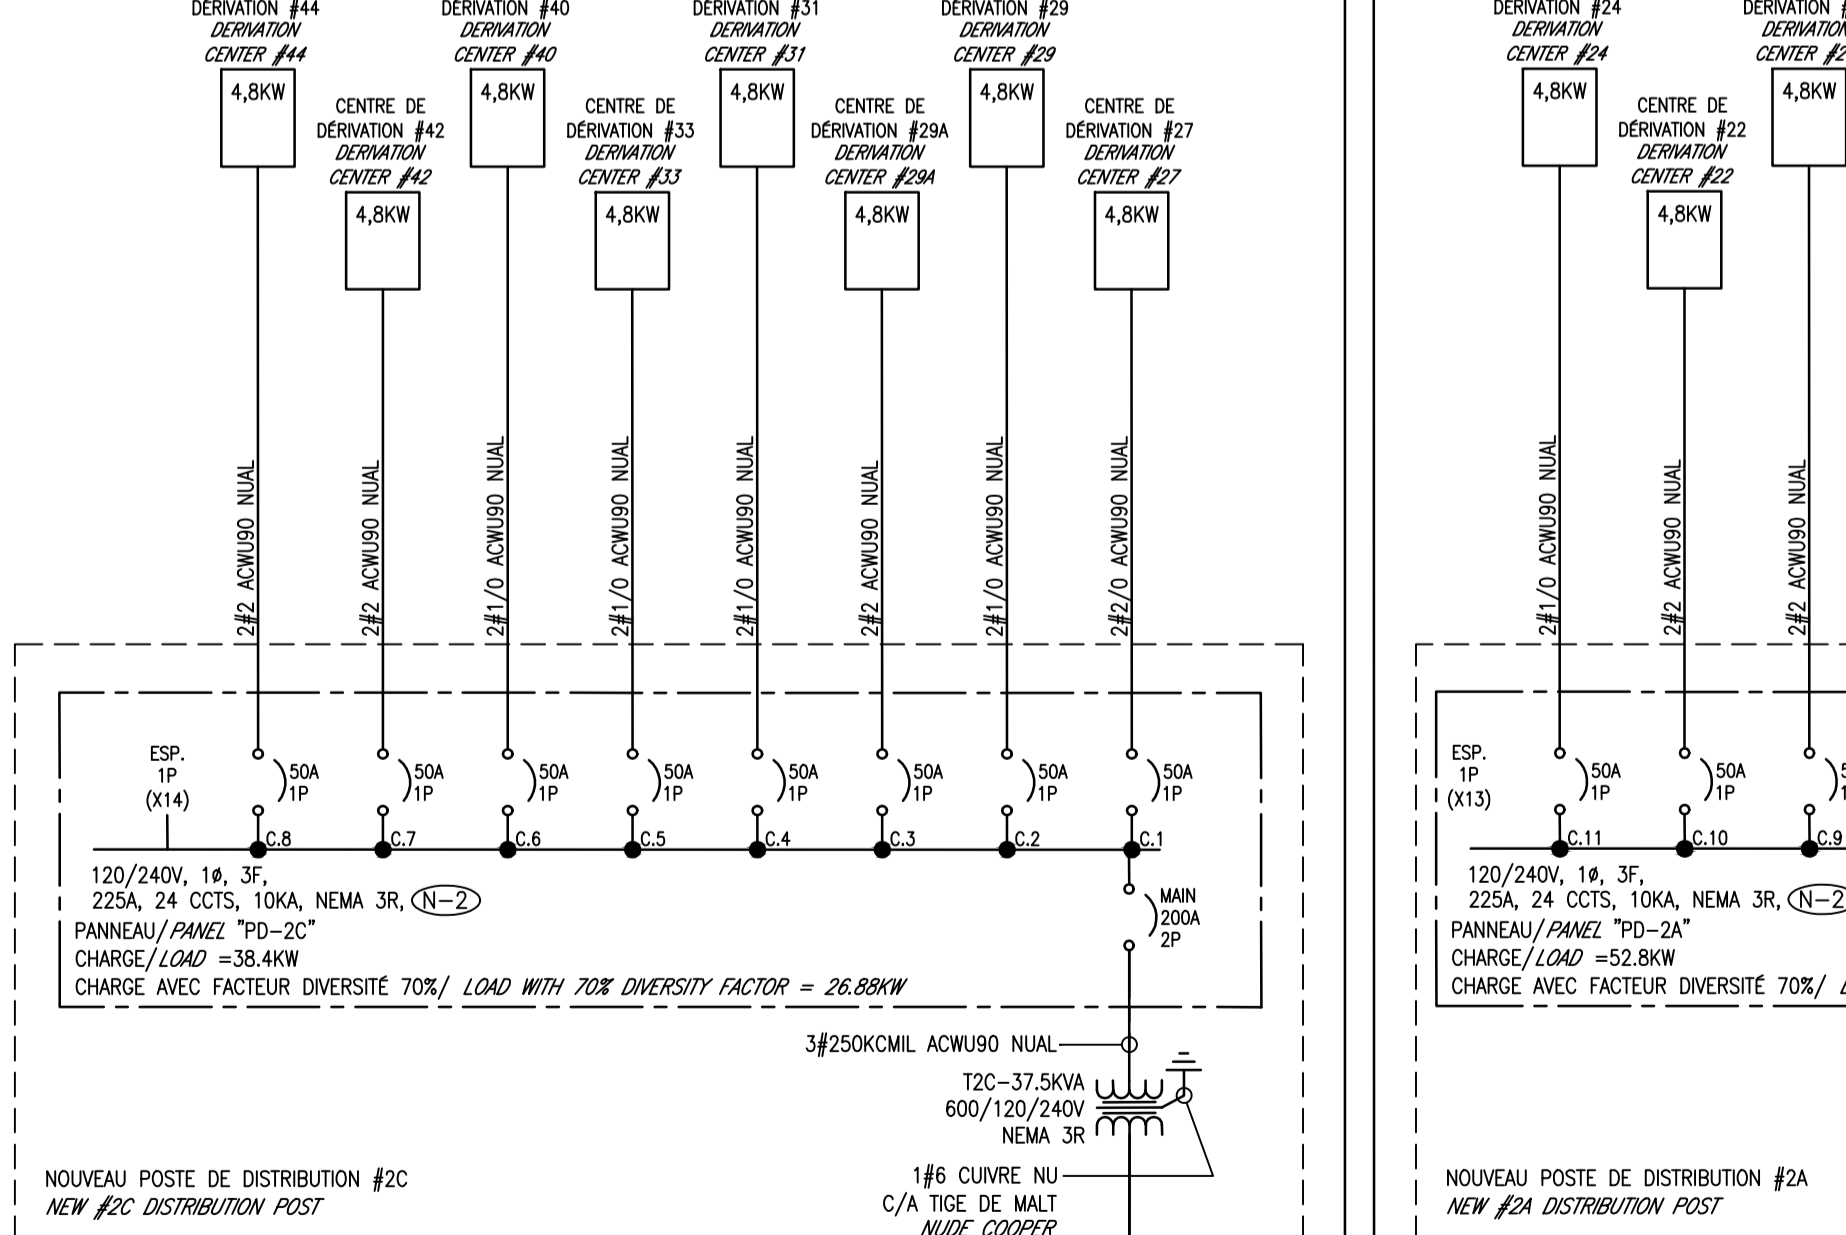 DÉRIVATION #44
DERIVATION
CENTER #44
4,8KW
CENTRE DE
DÉRIVATION #42
DERIVATION
CENTER #42
4,8KW
DÉRIVATION #40
DERIVATION
CENTER #40
4,8KW
CENTRE DE
DÉRIVATION #33
DERIVATION
CENTER #33
4,8KW
DÉRIVATION #31
DERIVATION
CENTER #31
4,8KW
CENTRE DE
DÉRIVATION #29A
DERIVATION
CENTER #29A
4,8KW
DÉRIVATION #29
DERIVATION
CENTER #29
4,8KW
CENTRE DE
DÉRIVATION #27
DERIVATION
CENTER #27
4,8KW
2#2 ACWU90 NUAL
2#2 ACWU90 NUAL
2#1/0 ACWU90 NUAL
2#1/0 ACWU90 NUAL
2#1/0 ACWU90 NUAL
2#2 ACWU90 NUAL
2#1/0 ACWU90 NUAL
2#2/0 ACWU90 NUAL
ESP.
1P
(X14)
50A
1P
C.8
50A
1P
C.7
50A
1P
C.6
50A
1P
C.5
50A
1P
C.4
50A
1P
C.3
50A
1P
C.2
50A
1P
C.1
120/240V, 1ø, 3F,
225A, 24 CCTS, 10KA, NEMA 3R, N-2
PANNEAU/PANEL "PD-2C"
CHARGE/LOAD =38.4KW
CHARGE AVEC FACTEUR DIVERSITÉ 70%/ LOAD WITH 70% DIVERSITY FACTOR = 26.88KW
MAIN
200A
2P
3#250KCMIL ACWU90 NUAL
T2C-37.5KVA
600/120/240V
NEMA 3R
1#6 CUIVRE NU
C/A TIGE DE MALT
NUDE COOPER
NOUVEAU POSTE DE DISTRIBUTION #2C
NEW #2C DISTRIBUTION POST
DÉRIVATION #24
DERIVATION
CENTER #24
4,8KW
CENTRE DE
DÉRIVATION #22
DERIVATION
CENTER #22
4,8KW
DÉRIVATION
DERIVATION
CENTER
4,8KW
2#1/0 ACWU90 NUAL
2#2 ACWU90 NUAL
2#2 ACWU90 NUAL
ESP.
1P
(X13)
50A
1P
C.11
50A
1P
C.10
C.9
120/240V, 1ø, 3F,
225A, 24 CCTS, 10KA, NEMA 3R, N-2
PANNEAU/PANEL "PD-2A"
CHARGE/LOAD =52.8KW
CHARGE AVEC FACTEUR DIVERSITÉ 70%/
NOUVEAU POSTE DE DISTRIBUTION #2A
NEW #2A DISTRIBUTION POST